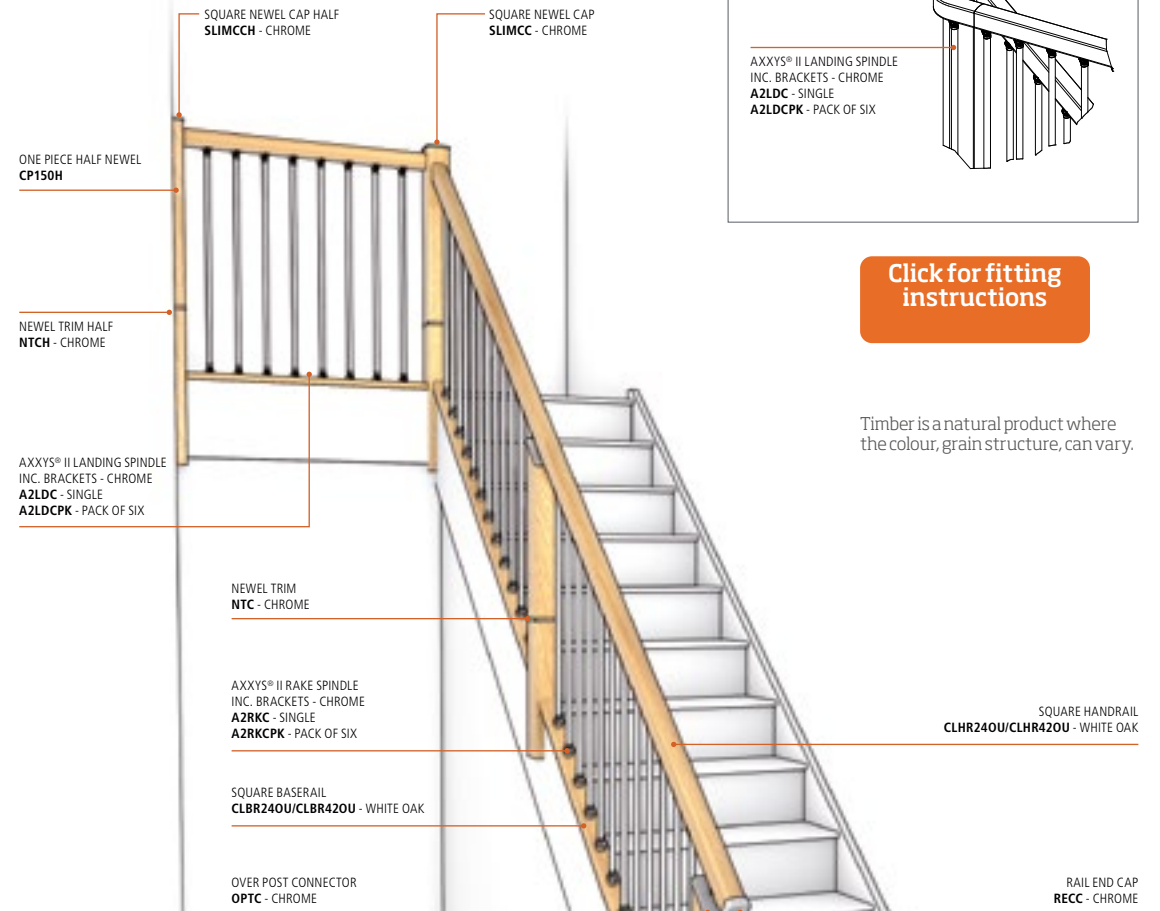 SQUARE NEWEL CAP HALF
SLIMCCH - CHROME
SQUARE NEWEL CAP
SLIMCC - CHROME
AXXYS® II LANDING SPINDLE
INC. BRACKETS - CHROME
A2LDC - SINGLE
A2LDCPK - PACK OF SIX
ONE PIECE HALF NEWEL
CP150H
Click for fitting
instructions
NEWEL TRIM HALF
NTCH - CHROME
Timber is a natural product where
the colour, grain structure, can vary.
AXXYS® II LANDING SPINDLE
INC. BRACKETS - CHROME
A2LDC - SINGLE
A2LDCPK - PACK OF SIX
NEWEL TRIM
NTC - CHROME
AXXYS® II RAKE SPINDLE
INC. BRACKETS - CHROME
A2RKC - SINGLE
A2RKCPK - PACK OF SIX
SQUARE HANDRAIL
CLHR24OU/CLHR42OU - WHITE OAK
SQUARE BASERAIL
CLBR24OU/CLBR42OU - WHITE OAK
OVER POST CONNECTOR
OPTC - CHROME
RAIL END CAP
RECC - CHROME